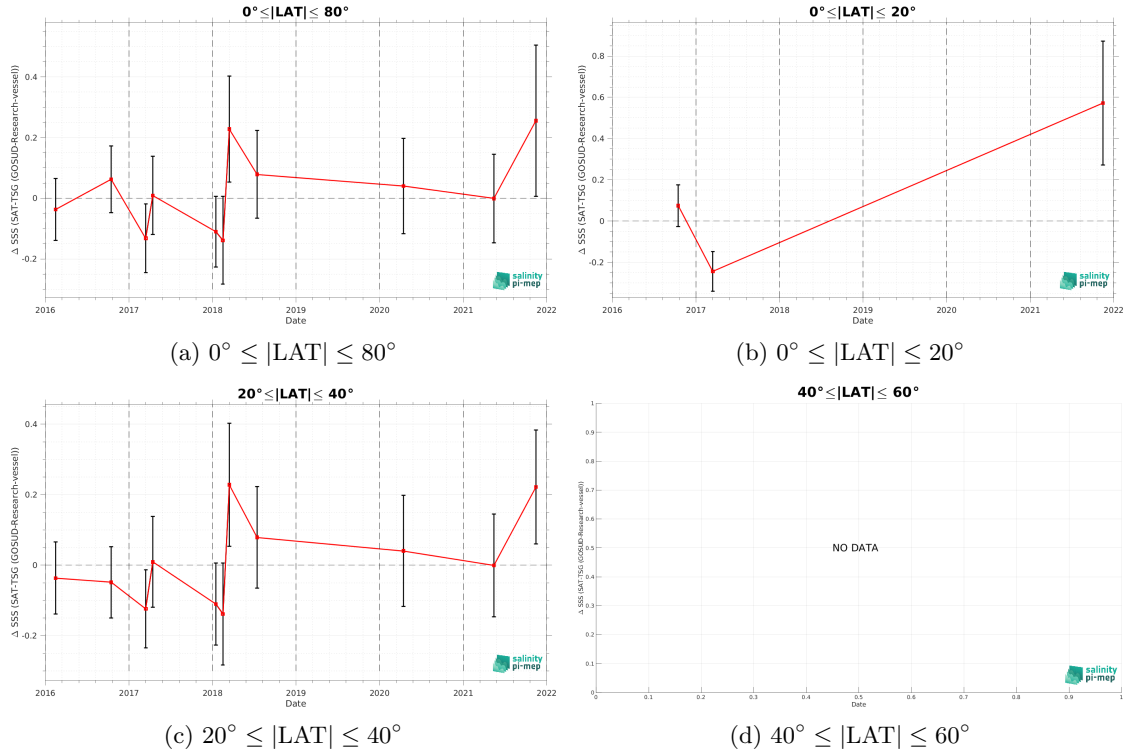 0°≤|LAT|≤ 80°
Δ SSS (SAT-TSG (GOSUD-Research-vessel))
0.4
0.2
0
-0.2
2016 2017 2018 2019 2020 2021 2022
Date
salinity
pi-mep
(a) 0° ≤ |LAT| ≤ 80°
0°≤|LAT|≤ 20°
Δ SSS (SAT-TSG (GOSUD-Research-vessel))
0.8
0.6
0.4
0.2
0
-0.2
2016 2017 2018 2019 2020 2021 2022
Date
salinity
pi-mep
(b) 0° ≤ |LAT| ≤ 20°
20°≤|LAT|≤ 40°
Δ SSS (SAT-TSG (GOSUD-Research-vessel))
0.4
0.2
0
-0.2
2016 2017 2018 2019 2020 2021 2022
Date
salinity
pi-mep
(c) 20° ≤ |LAT| ≤ 40°
40°≤|LAT|≤ 60°
Δ SSS (SAT-TSG (GOSUD-Research-vessel))
1
0.9
0.8
0.7
0.6
0.5
0.4
0.3
0.2
0.1
0
NO DATA
0 0.1 0.2 0.3 0.4 0.5 0.6 0.7 0.8 0.9 1
Date
salinity
pi-mep
(d) 40° ≤ |LAT| ≤ 60°